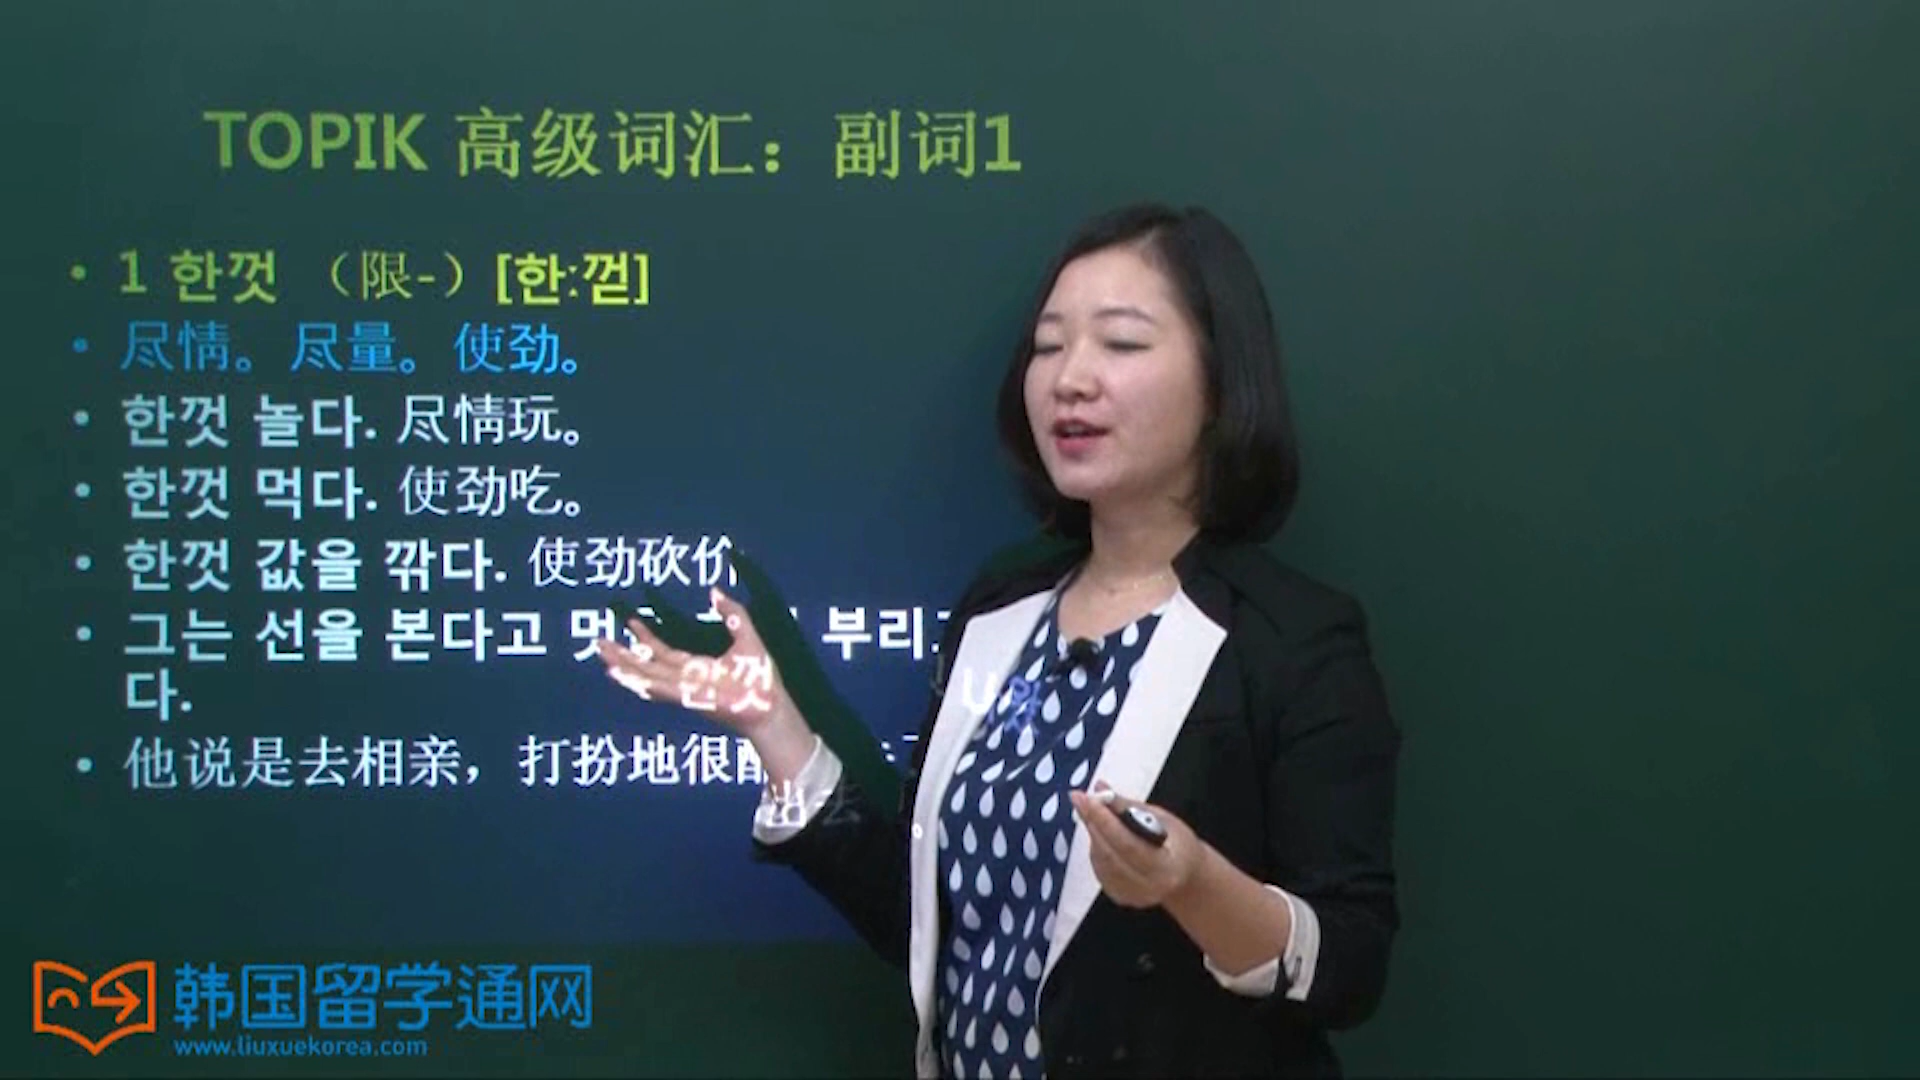 TOPIK 高级词汇：副词1
• 1 한껏 （限-）[한:껃]
• 尽情。尽量。使劲。
• 한껏 놀다. 尽情玩。
• 한껏 먹다. 使劲吃。
• 한껏 값을 깎다. 使劲砍价
• 그는 선을 본다고 한껏 부리고
다.
• 他说是去相亲，打扮地很
韩国留学通网
www.liuxuekorea.com